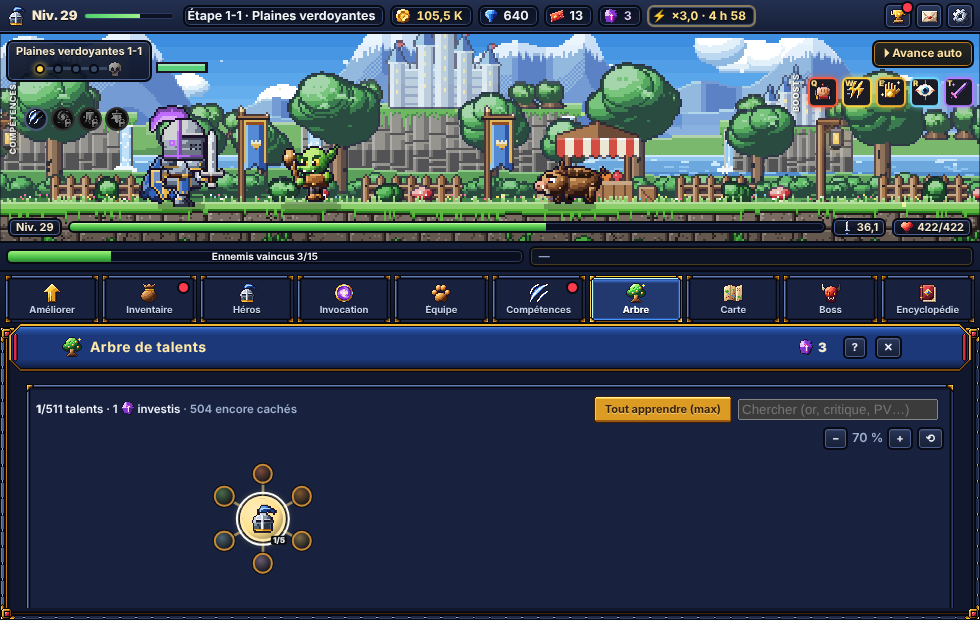 Niv. 29
Étape 1-1 · Plaines verdoyantes
105,5 K
640
13
3
×3,0 · 4 h 58
Plaines verdoyantes 1-1
Avance auto
COMPÉTENCES
BOOSTS
Niv. 29
36,1
422/422
Ennemis vaincus 3/15
—
Améliorer
Inventaire
Héros
Invocation
Équipe
Compétences
Arbre
Carte
Boss
Encyclopédie
Arbre de talents
3
?
×
1/511 talents · 1 investis · 504 encore cachés
Tout apprendre (max)
Chercher (or, critique, PV…)
−
70 %
+
⟲
1/5